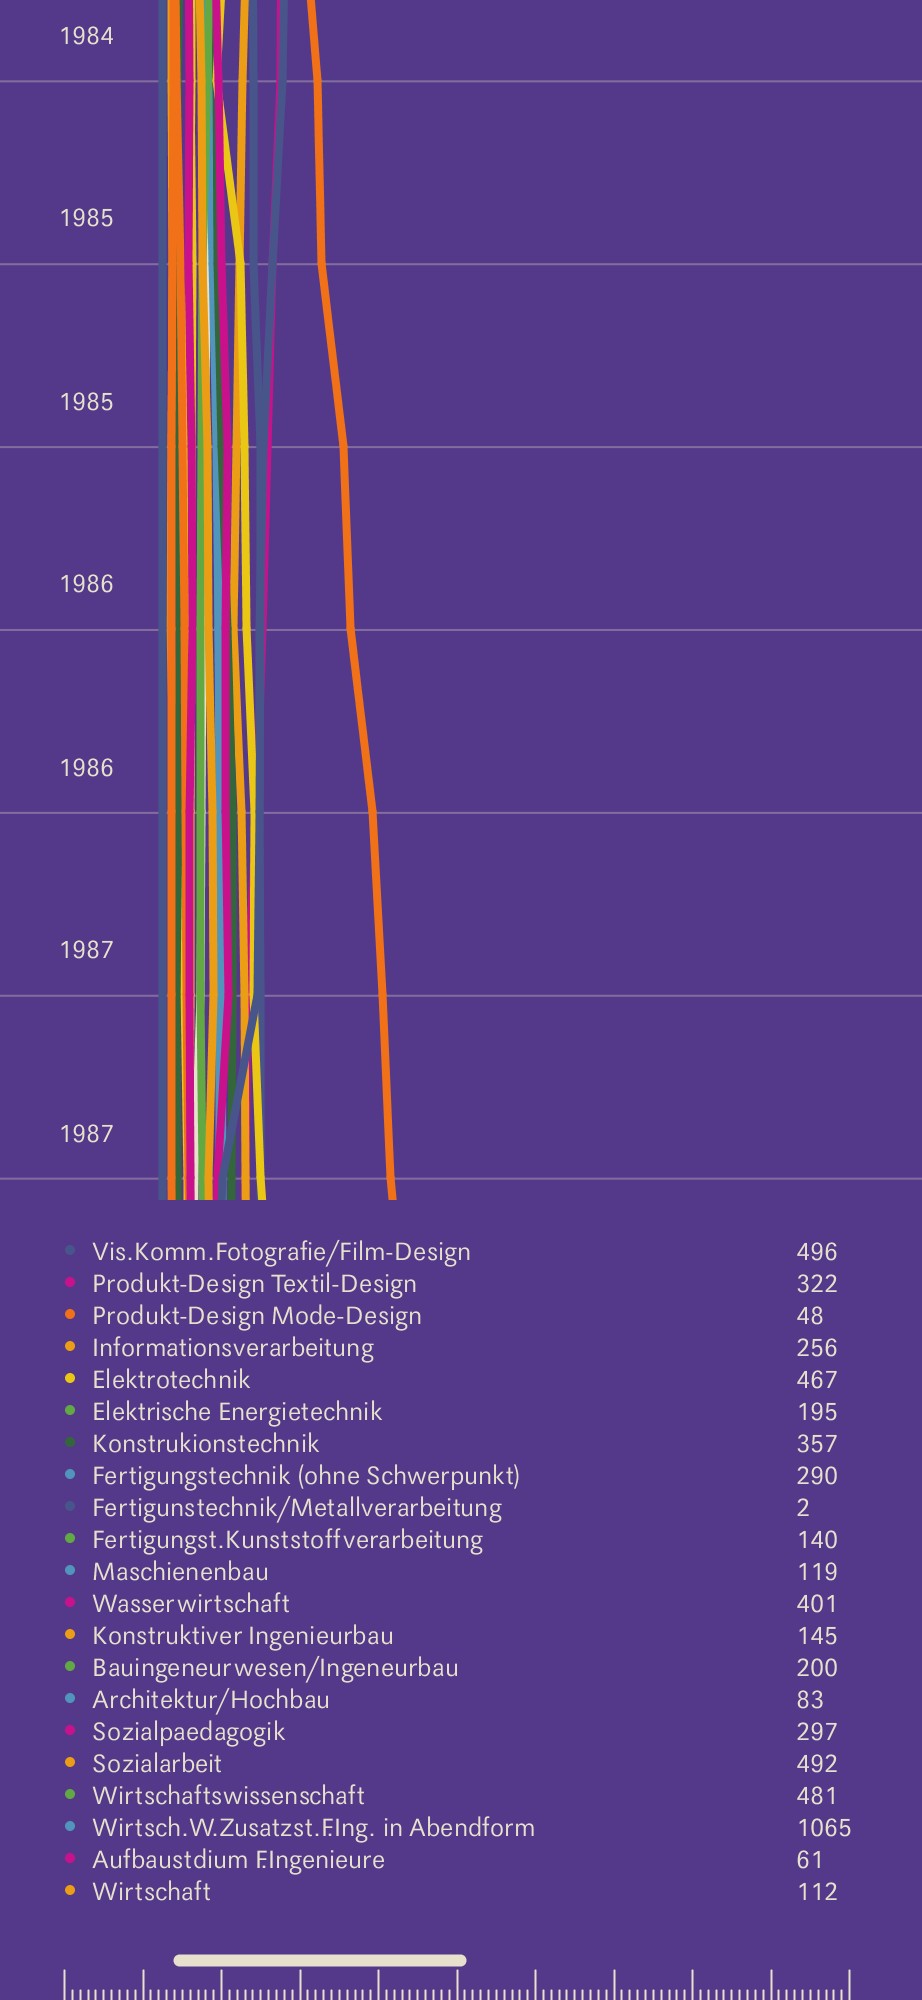 1984
1985
1985
1986
1986
1987
1987
Vis.Komm.Fotografie/Film-Design 496
Produkt-Design Textil-Design 322
Produkt-Design Mode-Design 48
Informationsverarbeitung 256
Elektrotechnik 467
Elektrische Energietechnik 195
Konstrukionstechnik 357
Fertigungstechnik (ohne Schwerpunkt) 290
Fertigunstechnik/Metallverarbeitung 2
Fertigungst.Kunststoffverarbeitung 140
Maschienenbau 119
Wasserwirtschaft 401
Konstruktiver Ingenieurbau 145
Bauingeneurwesen/Ingeneurbau 200
Architektur/Hochbau 83
Sozialpaedagogik 297
Sozialarbeit 492
Wirtschaftswissenschaft 481
Wirtsch.W.Zusatzst.F.Ing. in Abendform 1065
Aufbaustdium F.Ingenieure 61
Wirtschaft 112